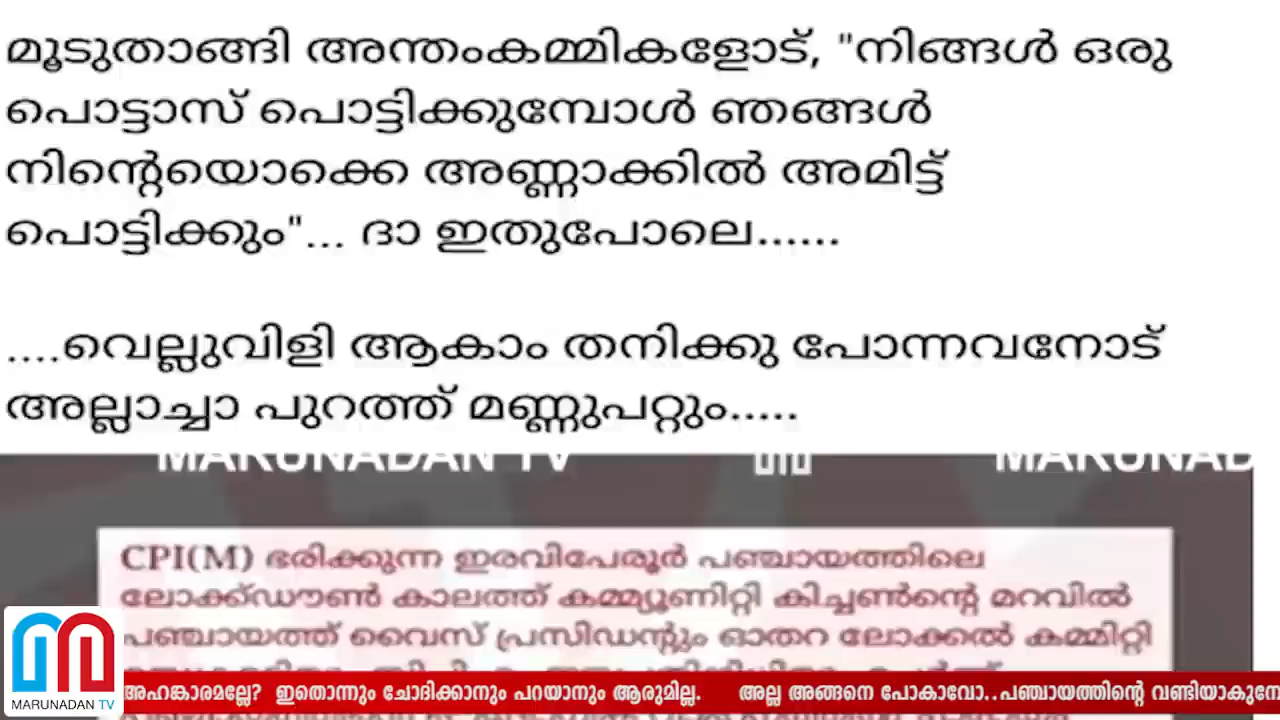 മൂടുതാങ്ങി അന്തംകമ്മികളോട്, "നിങ്ങൾ ഒരു
പൊട്ടാസ് പൊട്ടിക്കുമ്പോൾ ഞങ്ങൾ
നിന്റെയൊക്കെ അണ്ണാക്കിൽ അമിട്ട്
പൊട്ടിക്കും"... ദാ ഇതുപോലെ......
....വെല്ലുവിളി ആകാം തനിക്കു പോന്നവനോട്
അല്ലാച്ചാ പുറത്ത് മണ്ണുപറ്റും.....
MARUNADAN TV
CPI(M) ഭരിക്കുന്ന ഇരവിപേരൂർ പഞ്ചായത്തിലെ
ലോക്ക്ഡൗൺ കാലത്ത് കമ്മ്യൂണിറ്റി കിച്ചൺന്റെ മറവിൽ
പഞ്ചായത്ത് വൈസ് പ്രസിഡന്റും ഓതറ ലോക്കൽ കമ്മിറ്റി
അഹങ്കാരമല്ലേ? ഇതൊന്നും ചോദിക്കാനും പറയാനും ആരുമില്ല. അല്ല അങ്ങനെ പോകാവോ..പഞ്ചായത്തിന്റെ
MARUNADAN TV